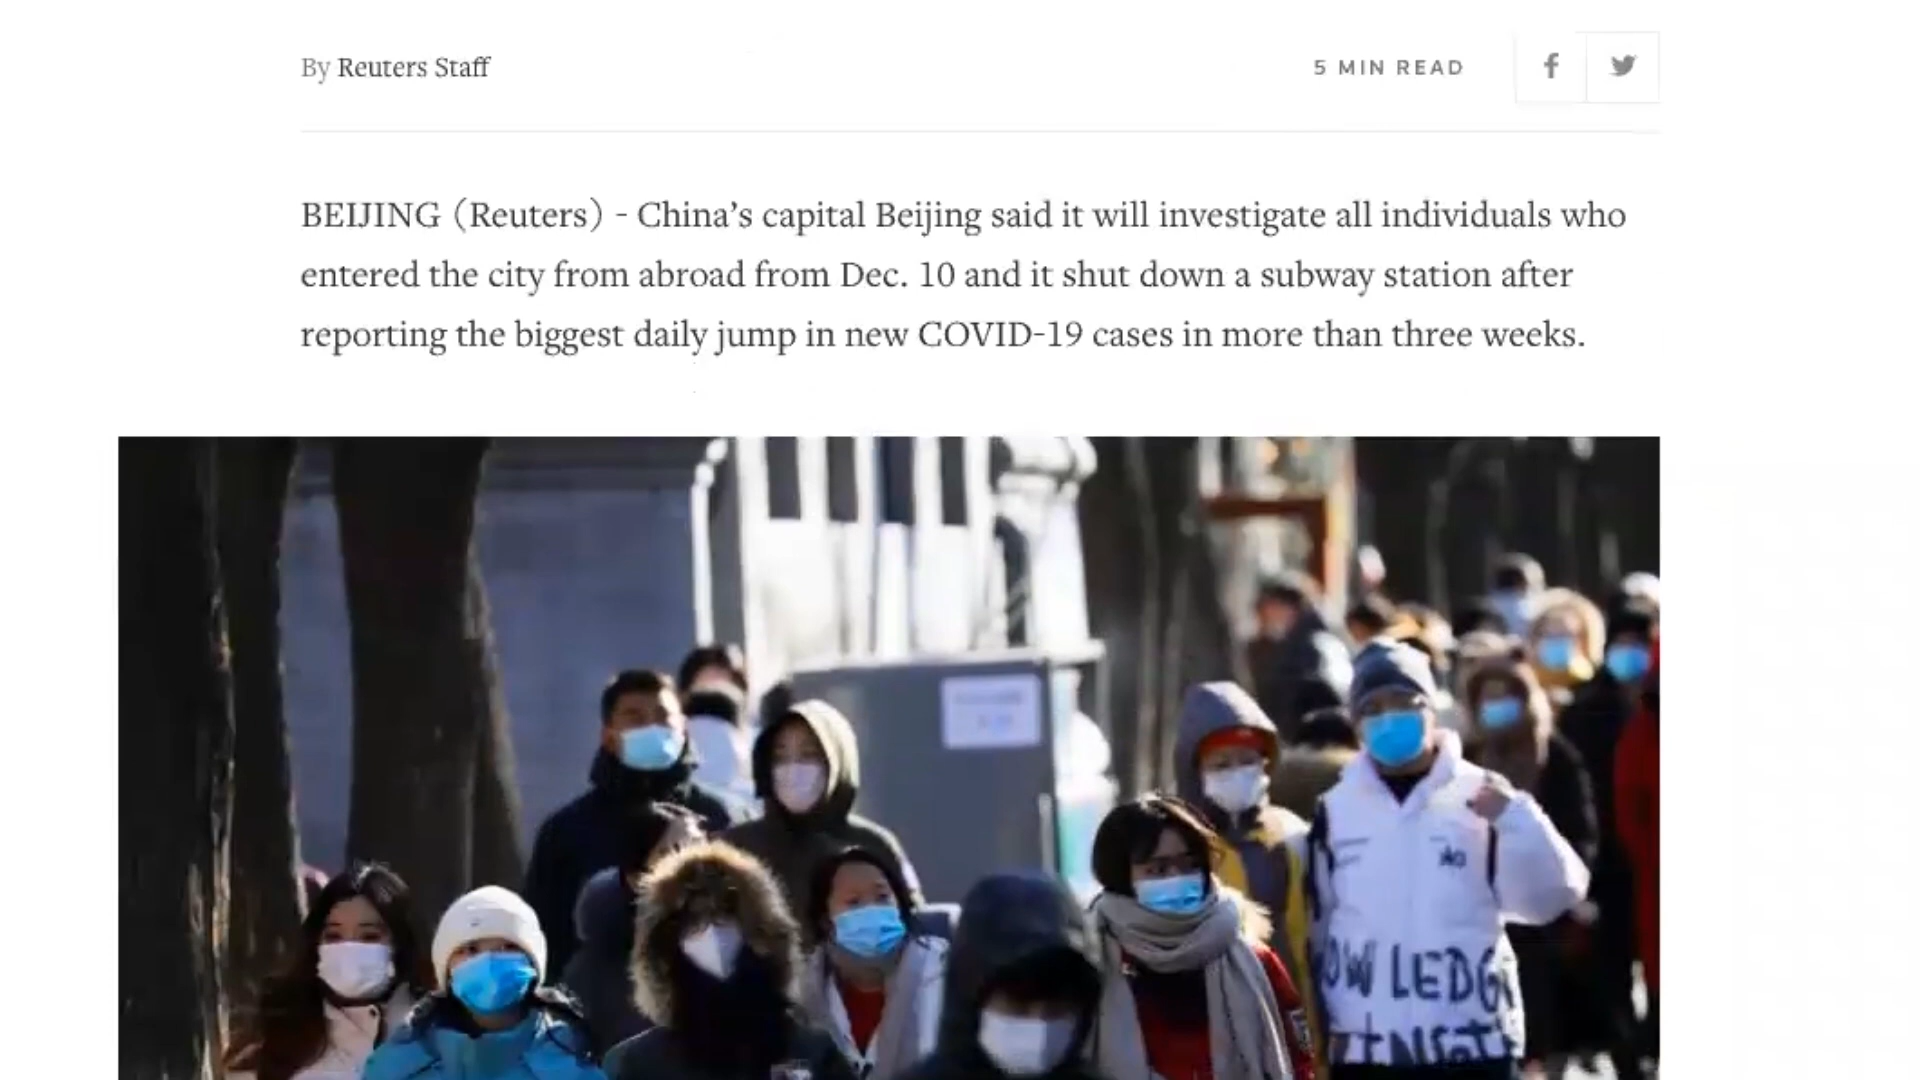 By Reuters Staff
5 MIN READ
BEIJING (Reuters) - China’s capital Beijing said it will investigate all individuals who
entered the city from abroad from Dec. 10 and it shut down a subway station after
reporting the biggest daily jump in new COVID-19 cases in more than three weeks.